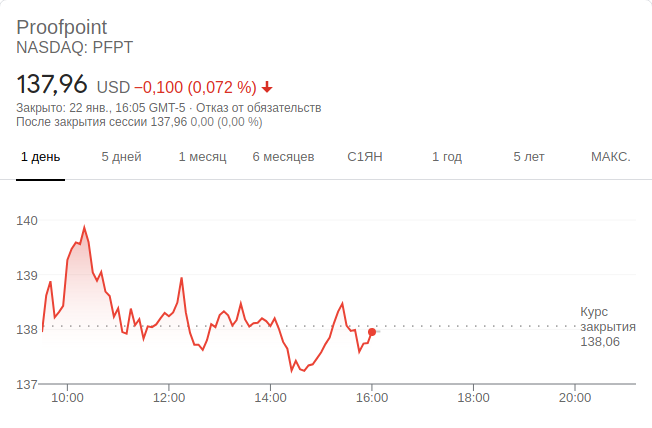 Proofpoint
NASDAQ: PFPT
137,96 USD −0,100 (0,072 %)
Закрыто: 22 янв., 16:05 GMT-5 · Отказ от обязательств
После закрытия сессии 137,96 0,00 (0,00 %)
1 день 5 дней 1 месяц 6 месяцев С1ЯН 1 год 5 лет МАКС.
140
139
138
137
Курс
закрытия
138,06
10:00 12:00 14:00 16:00 18:00 20:00